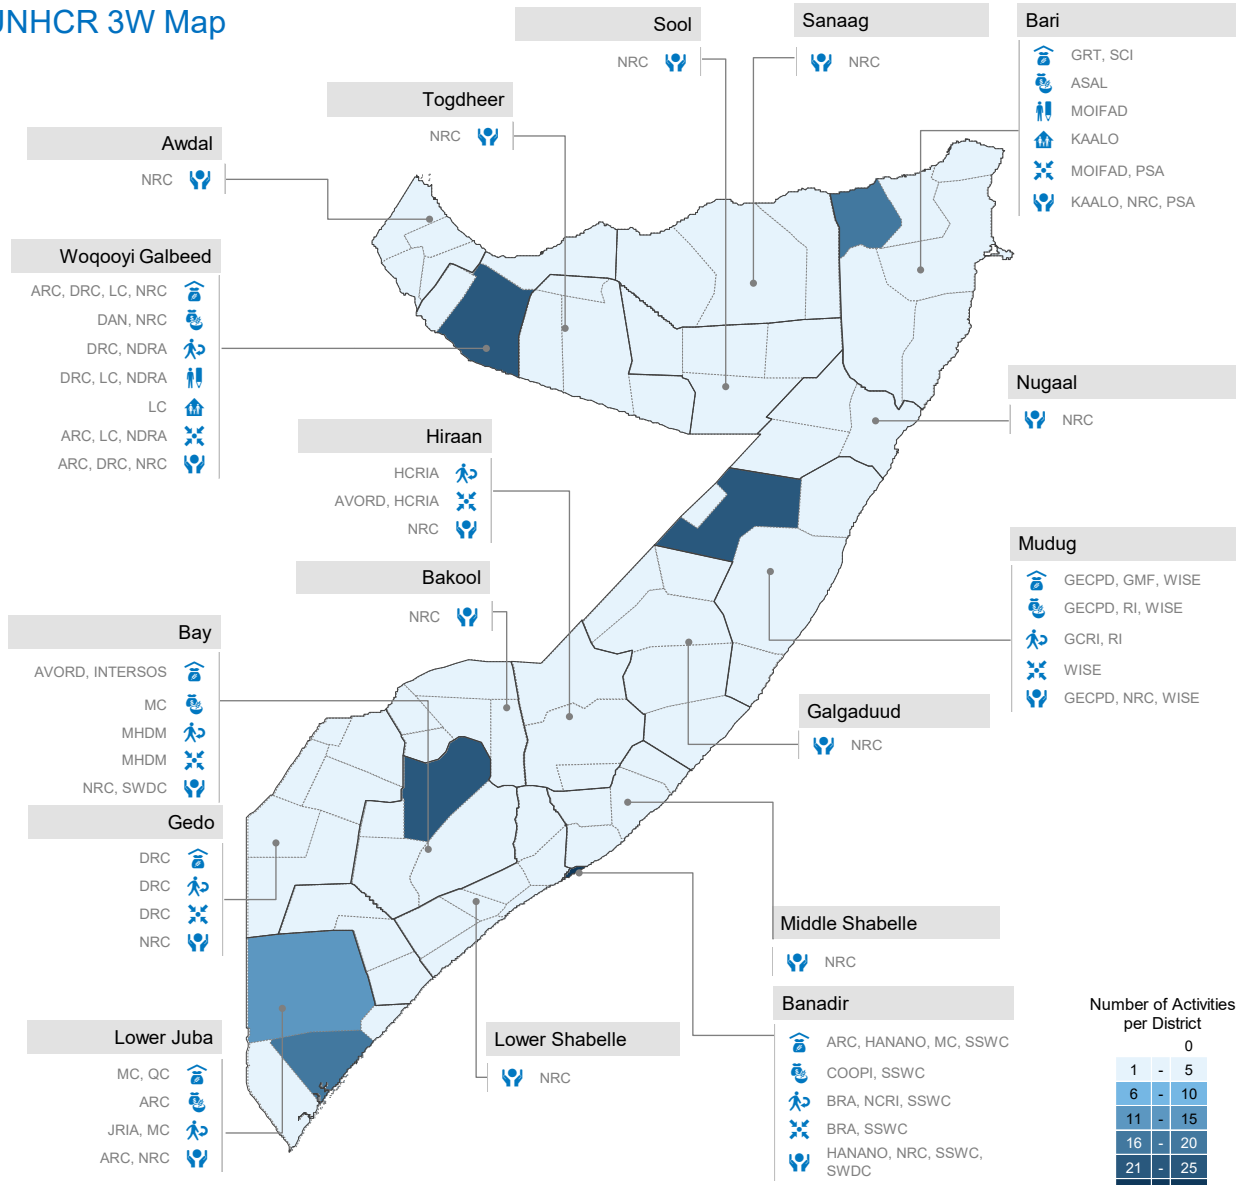 UNHCR 3W Map
Sool
NRC
Sanaag
NRC
Bari
GRT, SCI
ASAL
MOIFAD
KAALO
MOIFAD, PSA
KAALO, NRC, PSA
Togdheer
NRC
Awdal
NRC
Woqooyi Galbeed
ARC, DRC, LC, NRC
DAN, NRC
DRC, NDRA
DRC, LC, NDRA
LC
ARC, LC, NDRA
ARC, DRC, NRC
Nugaal
NRC
Hiraan
HCRIA
AVORD, HCRIA
NRC
Mudug
GECPD, GMF, WISE
GECPD, RI, WISE
GCRI, RI
WISE
GECPD, NRC, WISE
Bakool
NRC
Bay
AVORD, INTERSOS
MC
MHDM
MHDM
NRC, SWDC
Galgaduud
NRC
Gedo
DRC
DRC
DRC
NRC
Middle Shabelle
NRC
Banadir
ARC, HANANO, MC, SSWC
COOPI, SSWC
BRA, NCRI, SSWC
BRA, SSWC
HANANO, NRC, SSWC,
SWDC
Lower Juba
MC, QC
ARC
JRIA, MC
ARC, NRC
Lower Shabelle
NRC
Number of Activities
per District
0
1 - 5
6 - 10
11 - 15
16 - 20
21 - 25